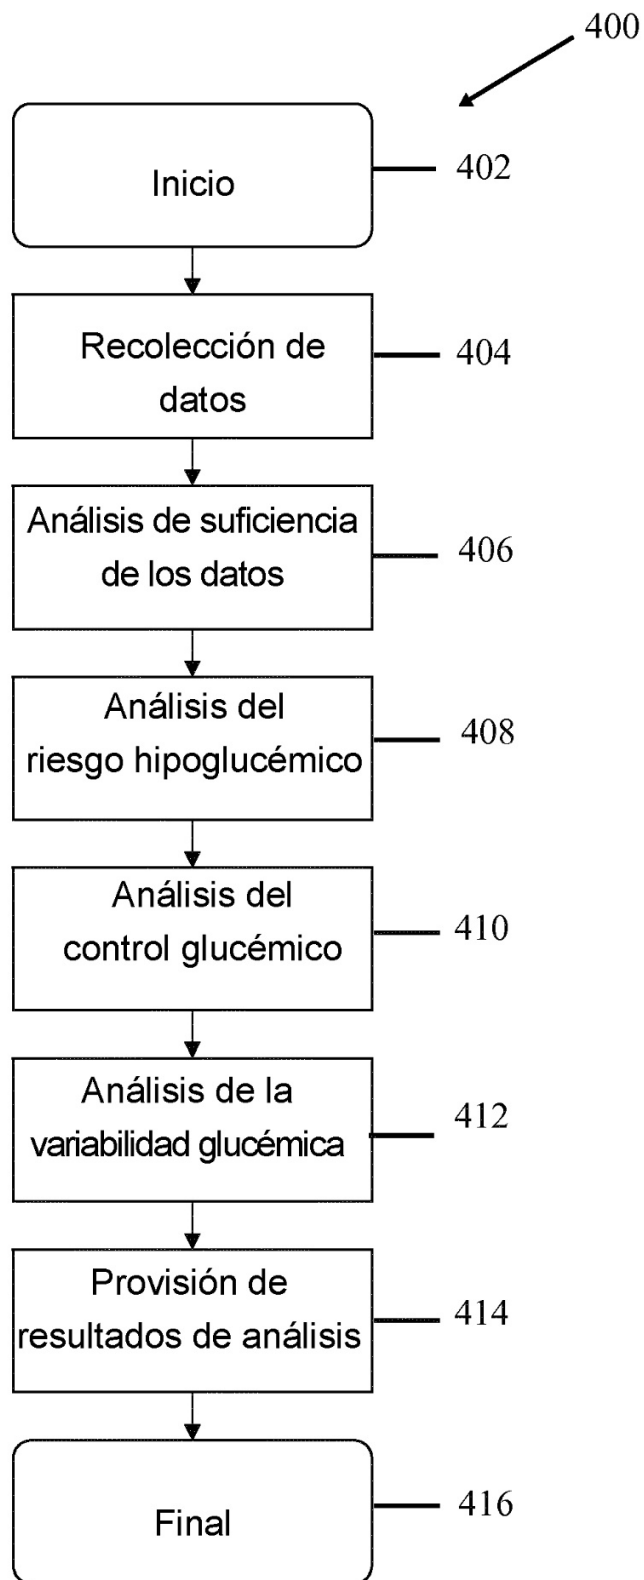 400
Inicio
402
Recolección de
datos
404
Análisis de suficiencia
de los datos
406
Análisis del
riesgo hipoglucémico
408
Análisis del
control glucémico
410
Análisis de la
variabilidad glucémica
412
Provisión de
resultados de análisis
414
Final
416